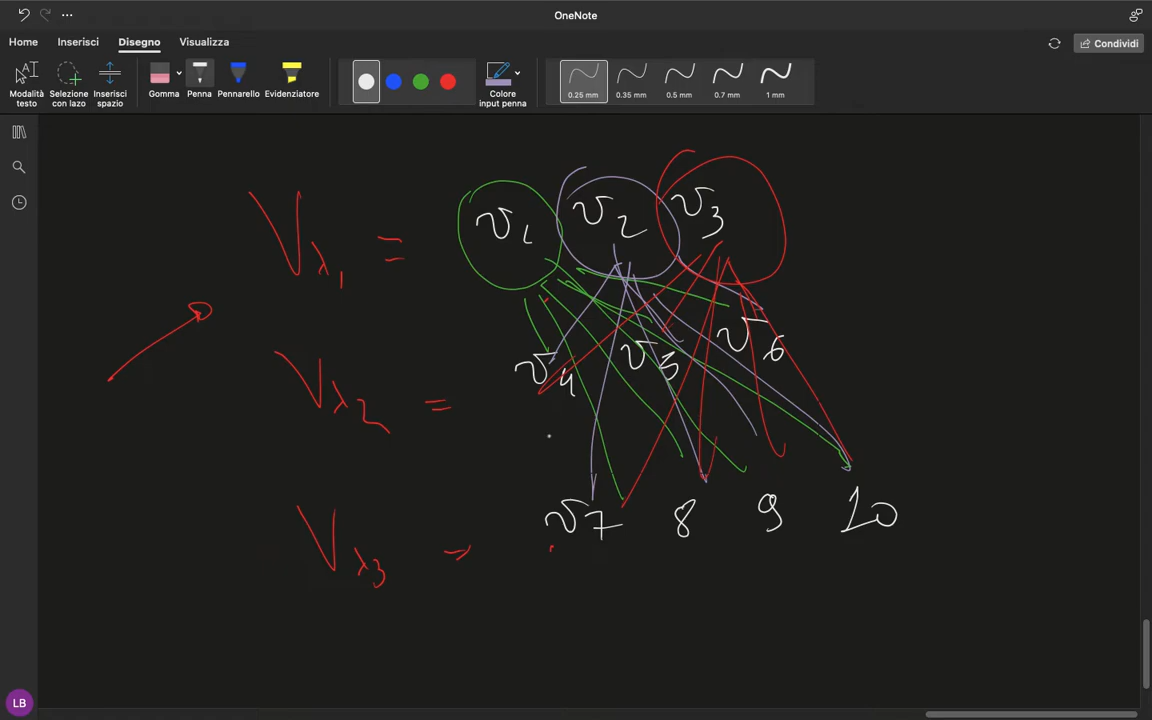 OneNote
Home Inserisci Disegno Visualizza
Condividi
Modalità testo
Selezione con lazo
Inserisci spazio
Gomma
Penna
Pennarello
Evidenziatore
Colore input penna
0.25 mm 0.35 mm 0.5 mm 0.7 mm 1 mm
Vλ1 = v1 v2 v3
Vλ2 = v4 v5 v6
Vλ3 = v7 8 9 10
LB